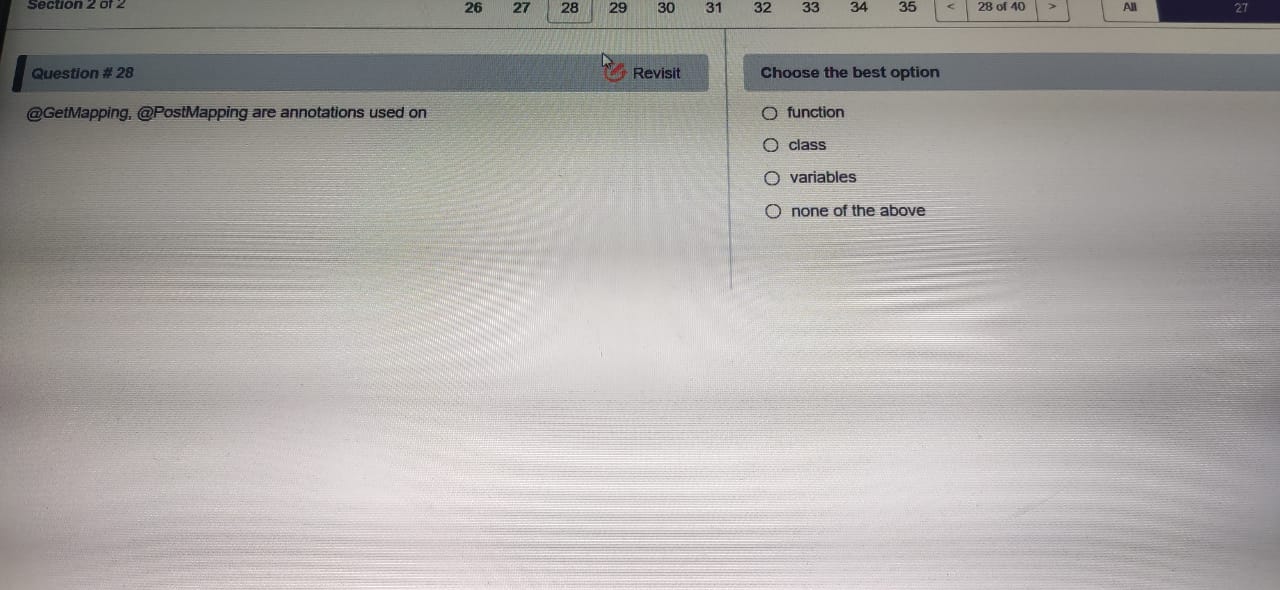 Section 2 of 2
26 27 28 29 30 31 32 33 34 35 < 28 of 40 > All 27
Question # 28
Revisit
@GetMapping, @PostMapping are annotations used on
Choose the best option
function
class
variables
none of the above